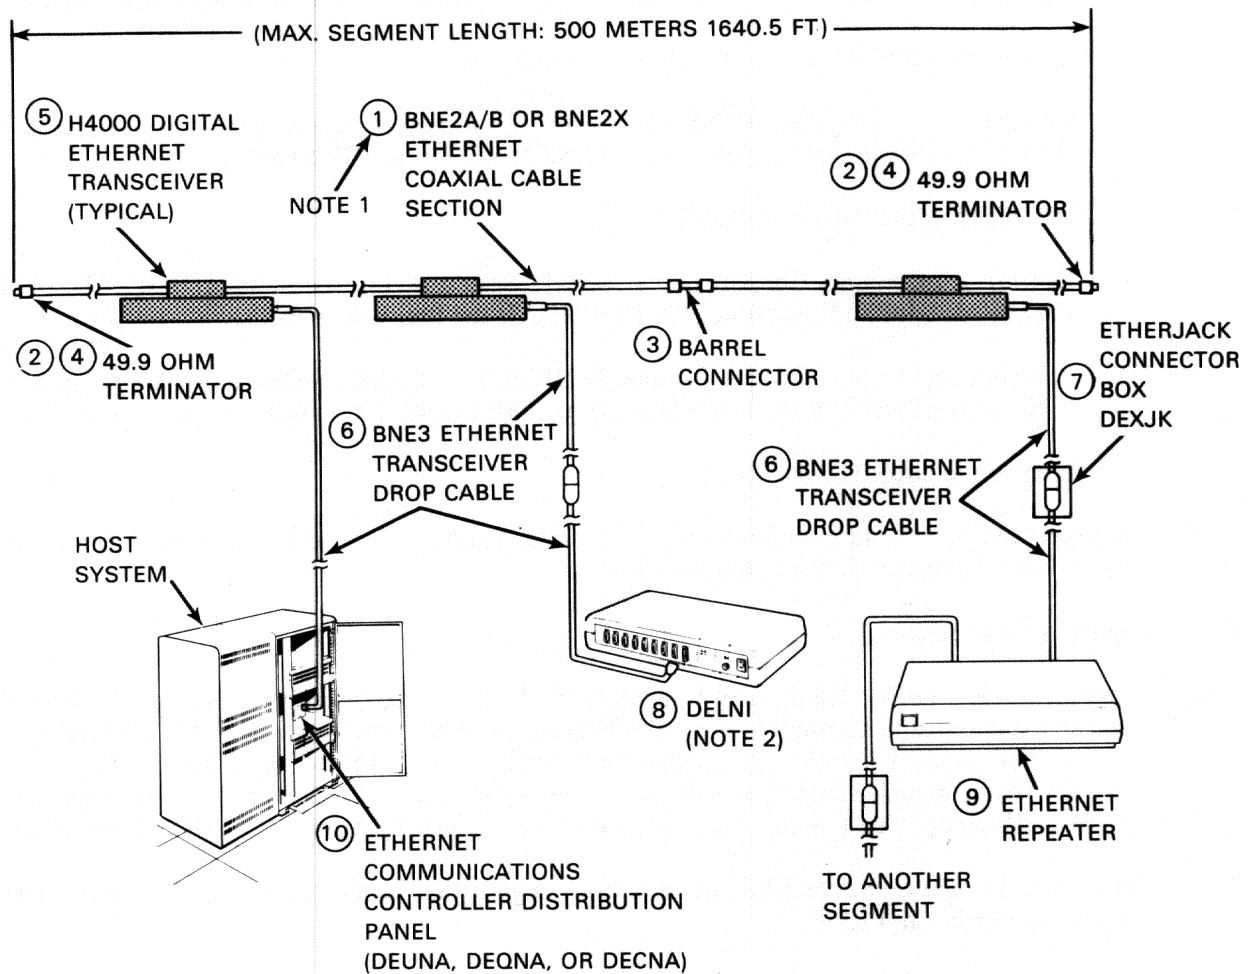 (MAX. SEGMENT LENGTH: 500 METERS 1640.5 FT.)
5 H4000 DIGITAL
ETHERNET
TRANSCEIVER
(TYPICAL)
NOTE 1
1 BNE2A/B OR BNE2X
ETHERNET
COAXIAL CABLE
SECTION
2 4 49.9 OHM
TERMINATOR
2 4 49.9 OHM
TERMINATOR
3 BARREL
CONNECTOR
ETHERJACK
CONNECTOR
7 BOX
DEXJK
6 BNE3 ETHERNET
TRANSCEIVER
DROP CABLE
6 BNE3 ETHERNET
TRANSCEIVER
DROP CABLE
HOST
SYSTEM
8 DELNI
(NOTE 2)
9 ETHERNET
REPEATER
10 ETHERNET
COMMUNICATIONS
CONTROLLER DISTRIBUTION
PANEL
(DEUNA, DEQNA, OR DECNA)
TO ANOTHER
SEGMENT